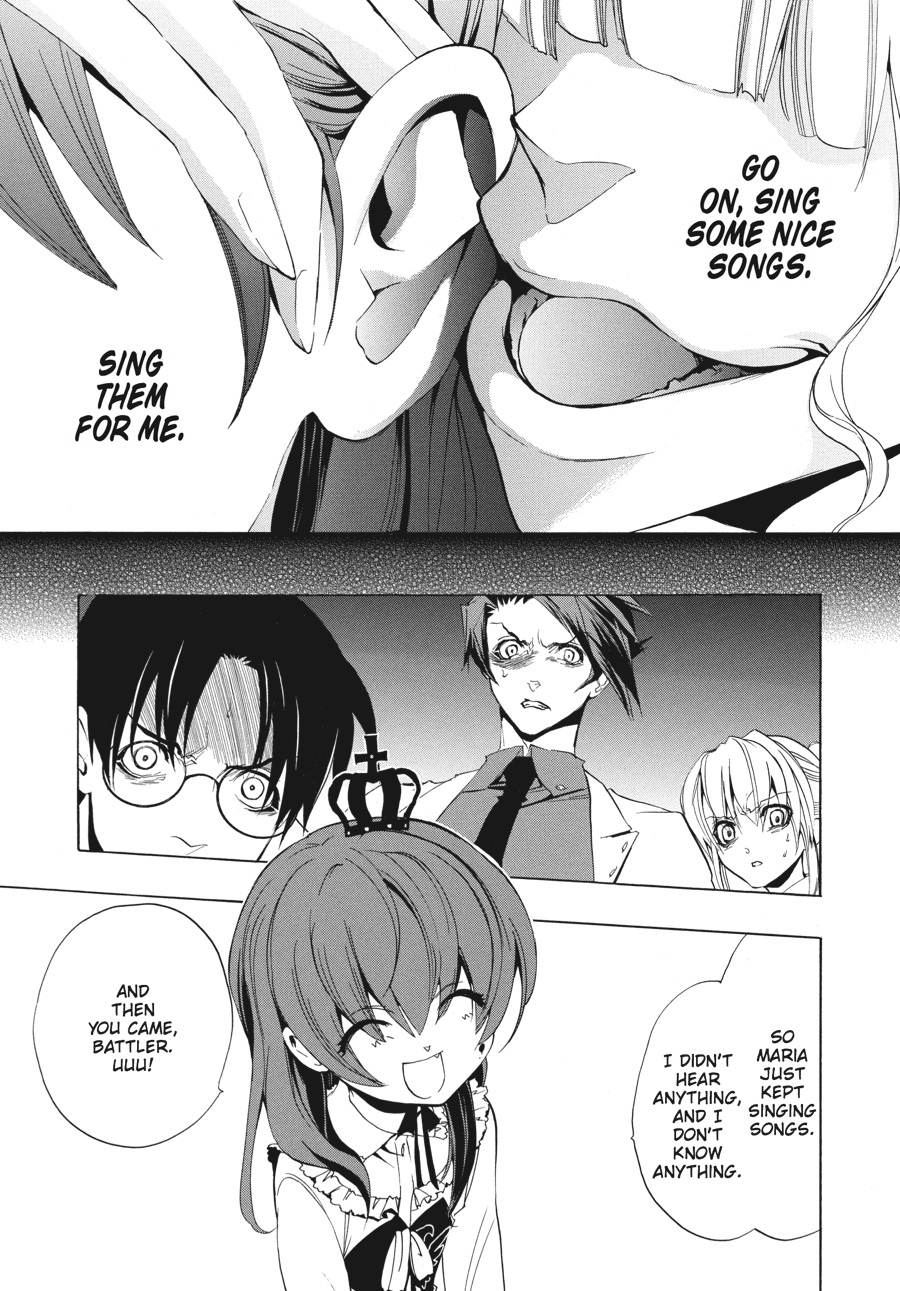 GO
ON, SING
SOME NICE
SONGS.
SING
THEM
FOR ME.
SO
MARIA
JUST
KEPT
SINGING
SONGS.
I DIDN'T
HEAR
ANYTHING,
AND I
DON'T
KNOW
ANYTHING.
AND
THEN
YOU CAME,
BATTLER.
UUU!